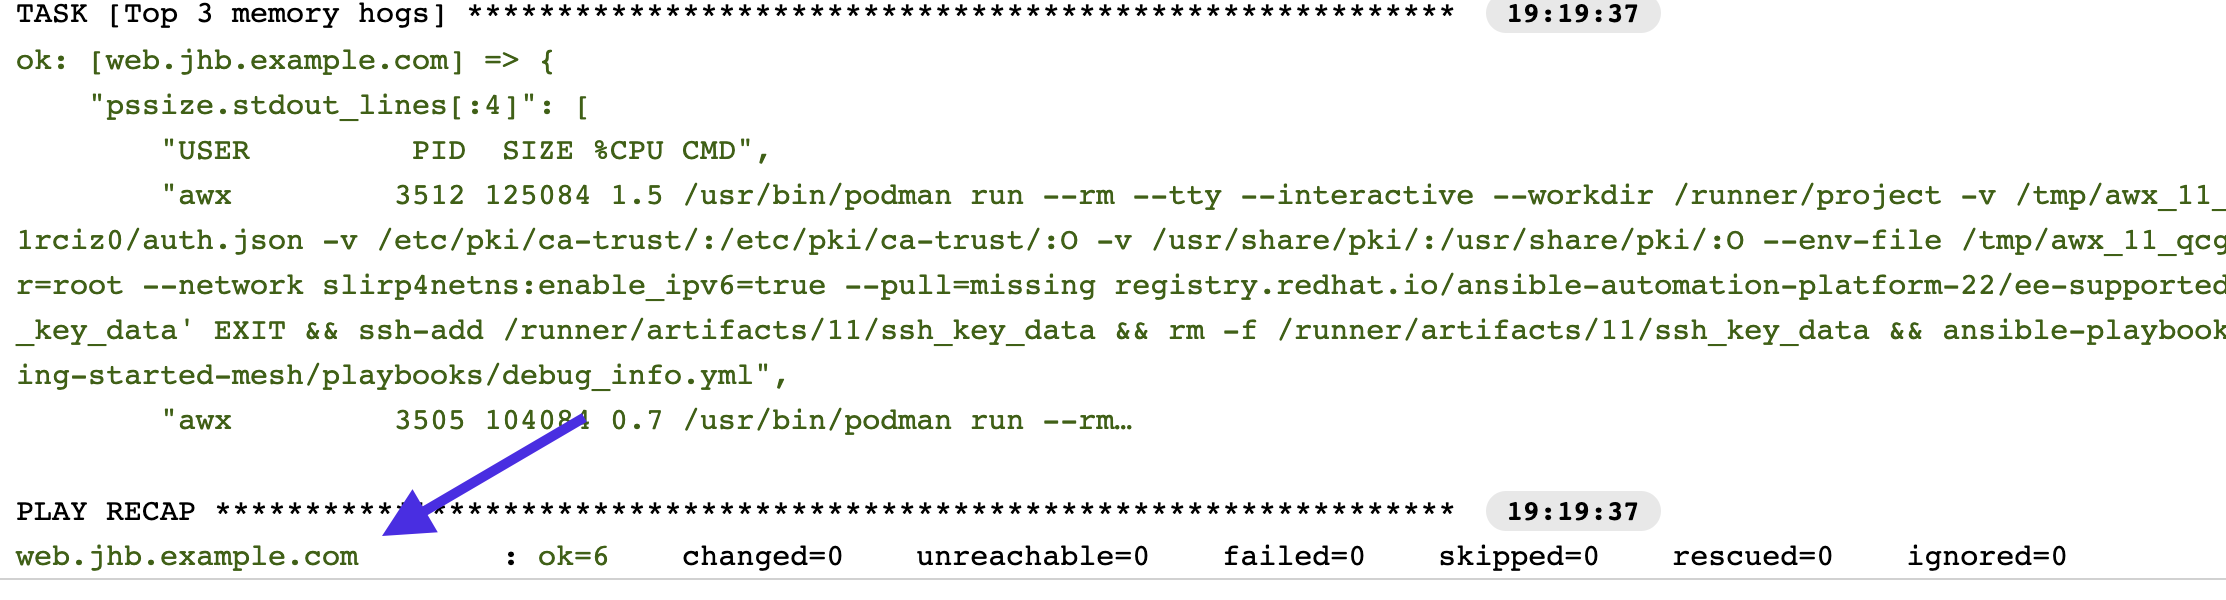 TASK [Top 3 memory hogs] ******************************************************* 19:19:37
ok: [web.jhb.example.com] => {
    "pssize.stdout_lines[:4]": [
        "USER         PID  SIZE %CPU CMD",
        "awx         3512 125084 1.5 /usr/bin/podman run --rm --tty --interactive --workdir /runner/project -v /tmp/awx_11_
1rciz0/auth.json -v /etc/pki/ca-trust/:/etc/pki/ca-trust/:O -v /usr/share/pki/:/usr/share/pki/:O --env-file /tmp/awx_11_qcg
r=root --network slirp4netns:enable_ipv6=true --pull=missing registry.redhat.io/ansible-automation-platform-22/ee-supported
_key_data' EXIT && ssh-add /runner/artifacts/11/ssh_key_data && rm -f /runner/artifacts/11/ssh_key_data && ansible-playbook
ing-started-mesh/playbooks/debug_info.yml",
        "awx         3505 104084 0.7 /usr/bin/podman run --rm…
PLAY RECAP ********************************************************************* 19:19:37
web.jhb.example.com        : ok=6    changed=0    unreachable=0    failed=0    skipped=0    rescued=0    ignored=0